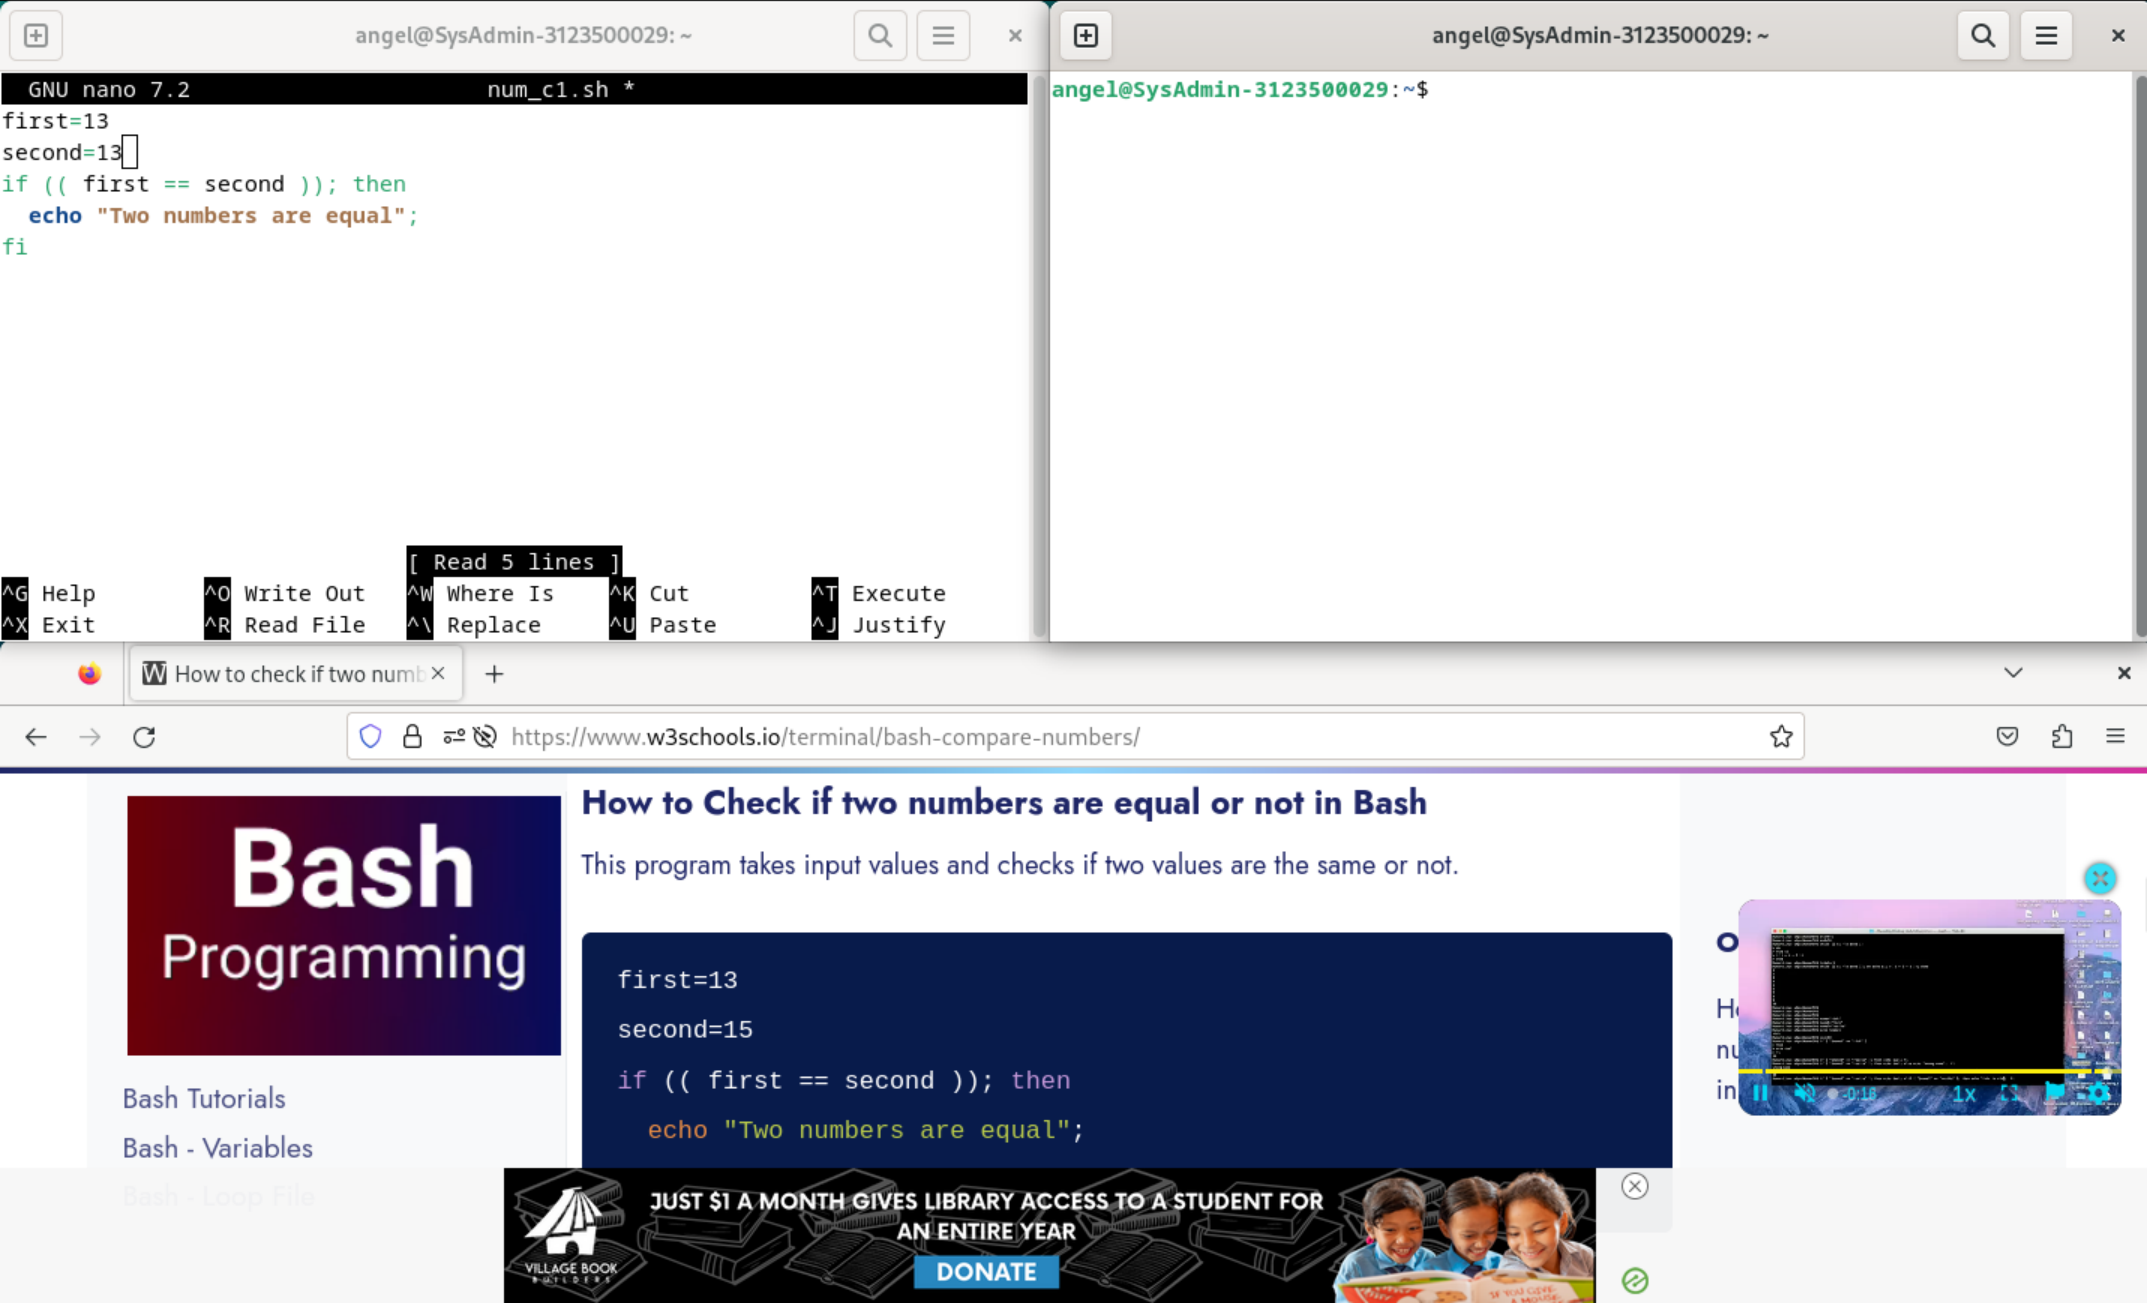 angel@SysAdmin-3123500029: ~
GNU nano 7.2 num_c1.sh *
first=13
second=13
if (( first == second )); then
echo "Two numbers are equal";
fi
[ Read 5 lines ]
^G Help ^O Write Out ^W Where Is ^K Cut ^T Execute
^X Exit ^R Read File ^\ Replace ^U Paste ^J Justify
angel@SysAdmin-3123500029: ~
angel@SysAdmin-3123500029:~$
How to check if two numb
https://www.w3schools.io/terminal/bash-compare-numbers/
Bash
Programming
Bash Tutorials
Bash - Variables
Bash - Loop File
How to Check if two numbers are equal or not in Bash
This program takes input values and checks if two values are the same or not.
first=13
second=15
if (( first == second )); then
echo "Two numbers are equal";
-0:18 1x
VILLAGE BOOK
BUILDERS
JUST $1 A MONTH GIVES LIBRARY ACCESS TO A STUDENT FOR
AN ENTIRE YEAR
DONATE
IF YOU GIVE
A MOUSE